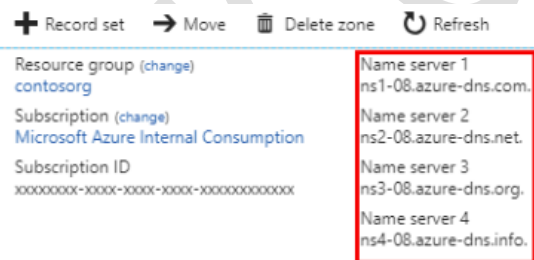 Record set Move Delete zone Refresh
Resource group (change)
contosorg
Subscription (change)
Microsoft Azure Internal Consumption
Subscription ID
xxxxxxxx-xxxx-xxxx-xxxx-xxxxxxxxxxxx
Name server 1
ns1-08.azure-dns.com.
Name server 2
ns2-08.azure-dns.net.
Name server 3
ns3-08.azure-dns.org.
Name server 4
ns4-08.azure-dns.info.